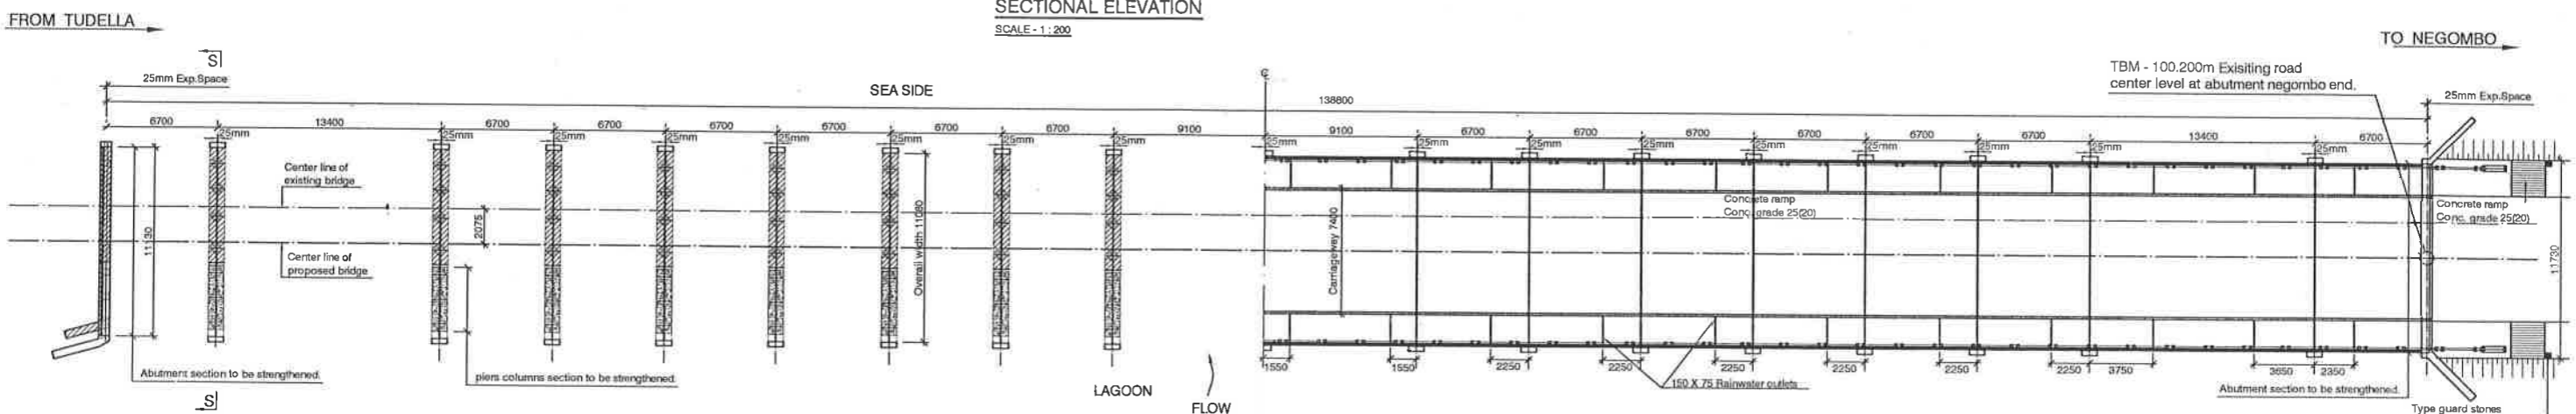 SECTIONAL ELEVATION
SCALE - 1 : 200
FROM TUDELLA
TO NEGOMBO
S
25mm Exp.Space
SEA SIDE
℄
138800
TBM - 100.200m Exisiting road
center level at abutment negombo end.
25mm Exp.Space
6700 13400 6700 6700 6700 6700 6700 6700 9100 9100 6700 6700 6700 6700 6700 6700 13400 6700
25mm 25mm 25mm 25mm 25mm 25mm 25mm 25mm 25mm 25mm 25mm 25mm 25mm 25mm 25mm 25mm 25mm
Center line of
existing bridge
2075
Center line of
proposed bridge
11130
Overall width 11080
Carriageway 7400
Concrete ramp
Conc. grade 25(20)
Concrete ramp
Conc. grade 25(20)
11730
1550 1550 2250 2250 2250 2250 2250 2250 3750 3650 2350
150 X 75 Rainwater outlets
Abutment section to be strengthened.
piers columns section to be strengthened.
Abutment section to be strengthened.
S
LAGOON
FLOW
Type guard stones